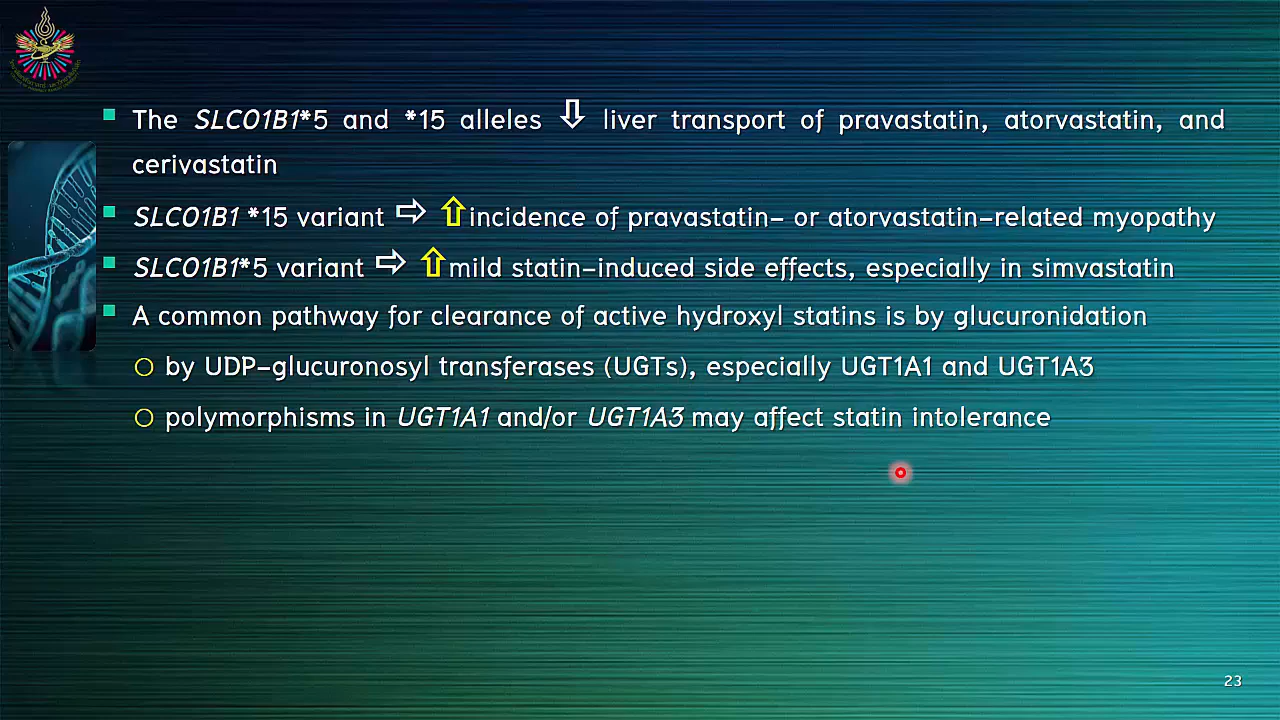 The SLCO1B1*5 and *15 alleles ⇩ liver transport of pravastatin, atorvastatin, and
cerivastatin
SLCO1B1 *15 variant ⇨ ⇧incidence of pravastatin- or atorvastatin-related myopathy
SLCO1B1*5 variant ⇨ ⇧mild statin-induced side effects, especially in simvastatin
A common pathway for clearance of active hydroxyl statins is by glucuronidation
by UDP-glucuronosyl transferases (UGTs), especially UGT1A1 and UGT1A3
polymorphisms in UGT1A1 and/or UGT1A3 may affect statin intolerance
23